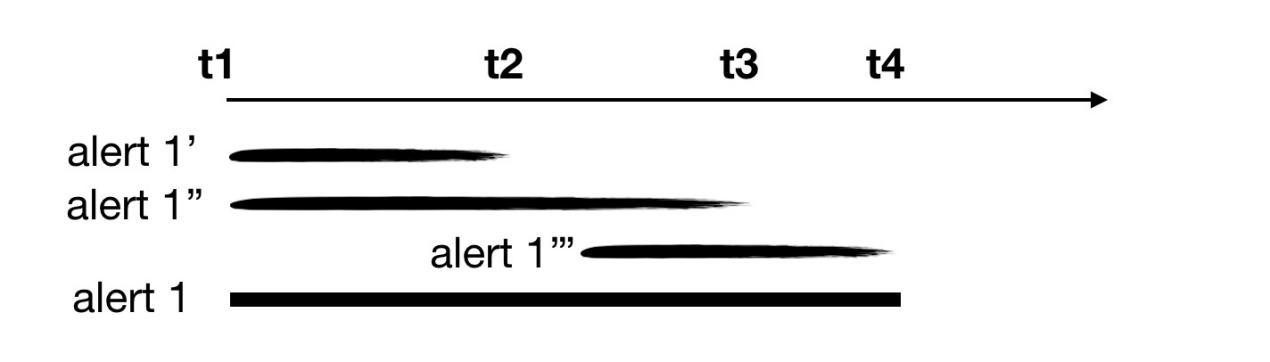 t1 t2 t3 t4
alert 1’
alert 1”
alert 1”’
alert 1